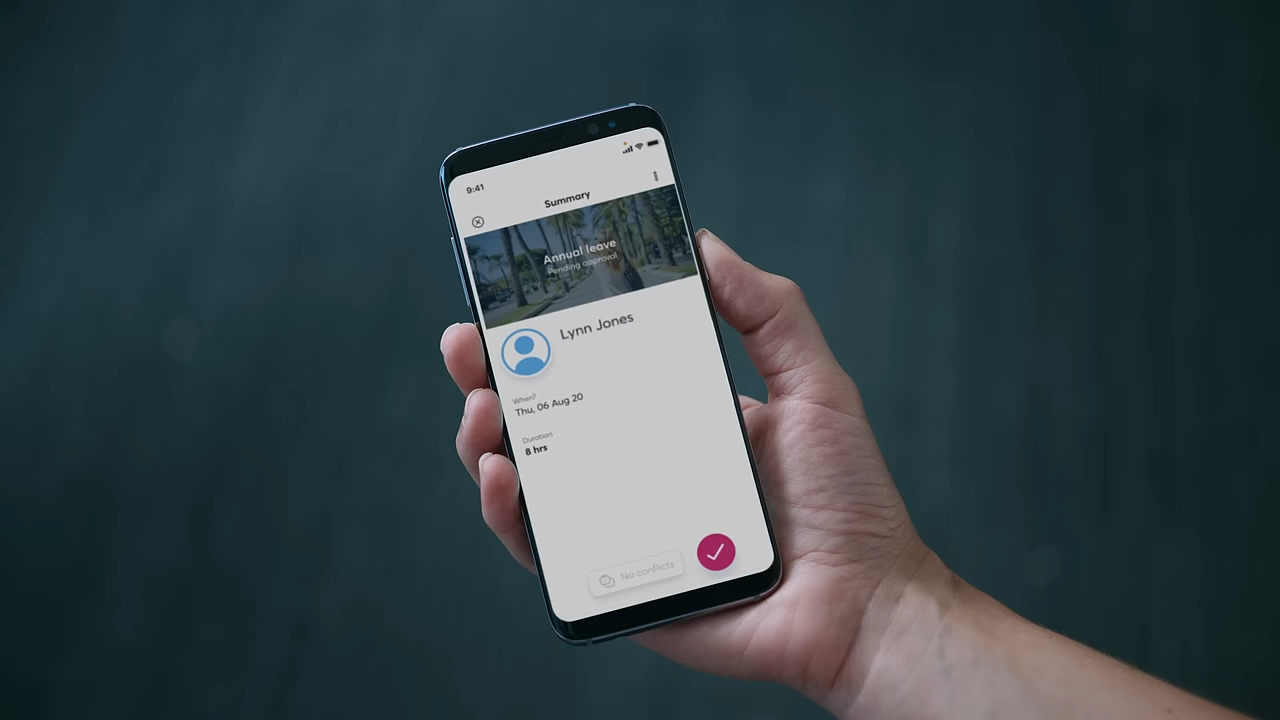 9:41
Summary
Annual leave
Pending approval
Lynn Jones
When?
Thu, 06 Aug 20
Duration
8 hrs
No conflicts